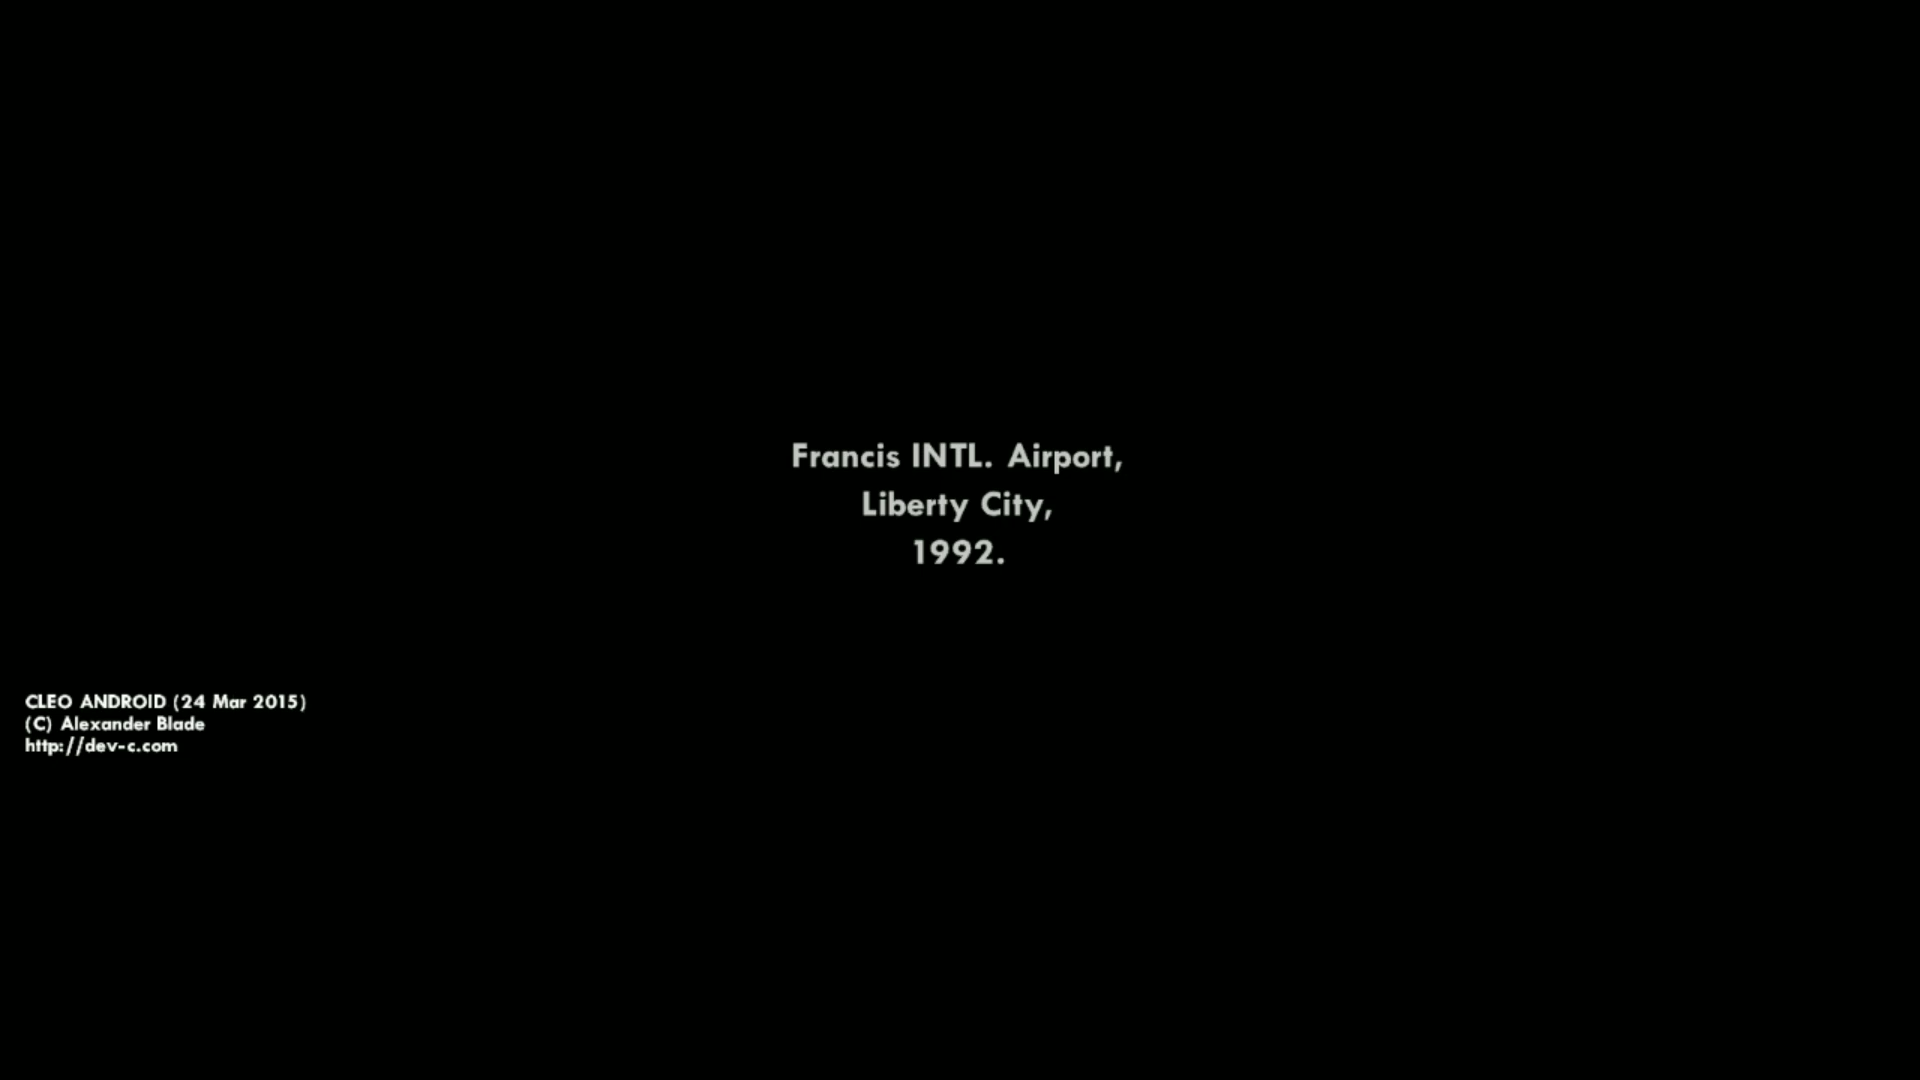 Francis INTL. Airport,
Liberty City,
1992.
CLEO ANDROID (24 Mar 2015)
(C) Alexander Blade
http://dev-c.com